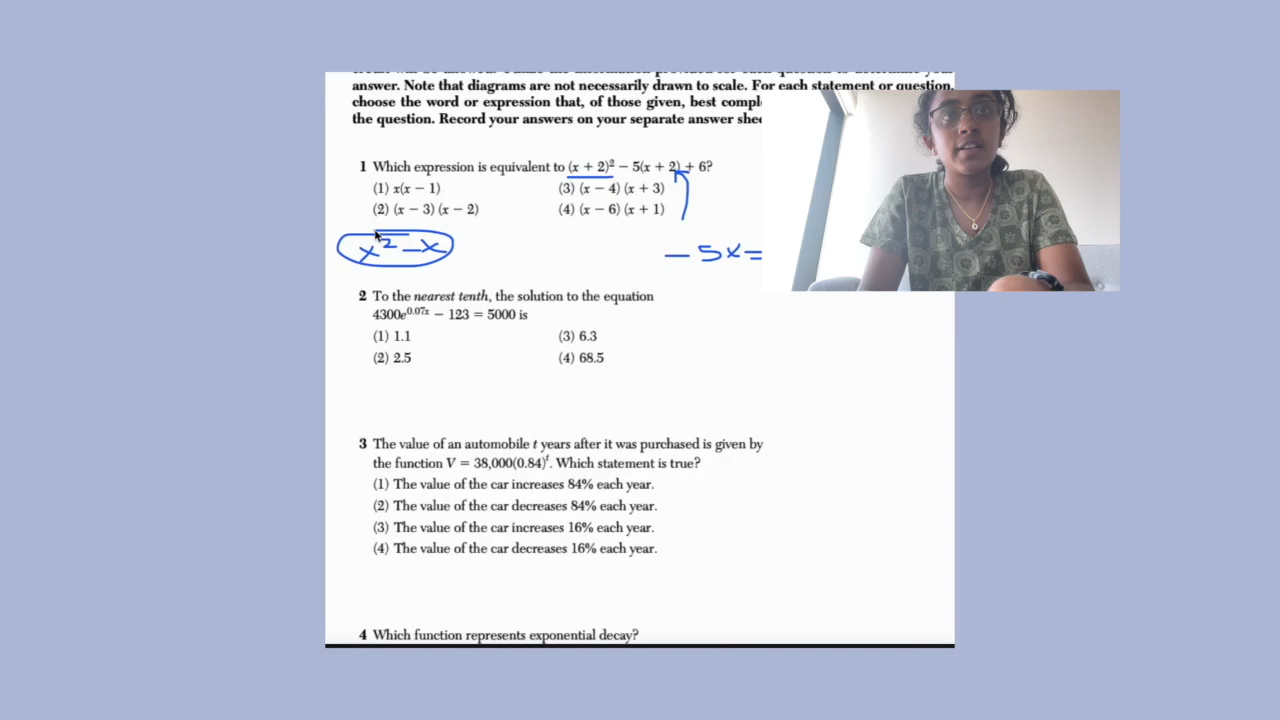 answer. Note that diagrams are not necessarily drawn to scale. For each statement or question,
choose the word or expression that, of those given, best compl
the question. Record your answers on your separate answer shee
1 Which expression is equivalent to (x + 2)² − 5(x + 2) + 6?
(1) x(x − 1) (3) (x − 4) (x + 3)
(2) (x − 3) (x − 2) (4) (x − 6) (x + 1)
x² − x
− 5x =
2 To the nearest tenth, the solution to the equation
4300e^0.07x − 123 = 5000 is
(1) 1.1 (3) 6.3
(2) 2.5 (4) 68.5
3 The value of an automobile t years after it was purchased is given by
the function V = 38,000(0.84)^t. Which statement is true?
(1) The value of the car increases 84% each year.
(2) The value of the car decreases 84% each year.
(3) The value of the car increases 16% each year.
(4) The value of the car decreases 16% each year.
4 Which function represents exponential decay?